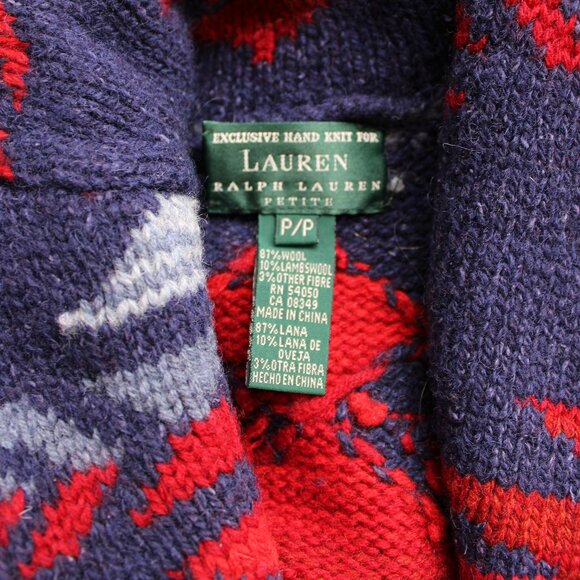 EXCLUSIVE HAND KNIT FOR
LAUREN
RALPH LAUREN
PETITE
P/P
87% WOOL
10% LAMBSWOOL
3% OTHER FIBRE
RN 54050
CA 08349
MADE IN CHINA
87% LANA
10% LANA DE
OVEJA
3% OTRA FIBRA
HECHO EN CHINA